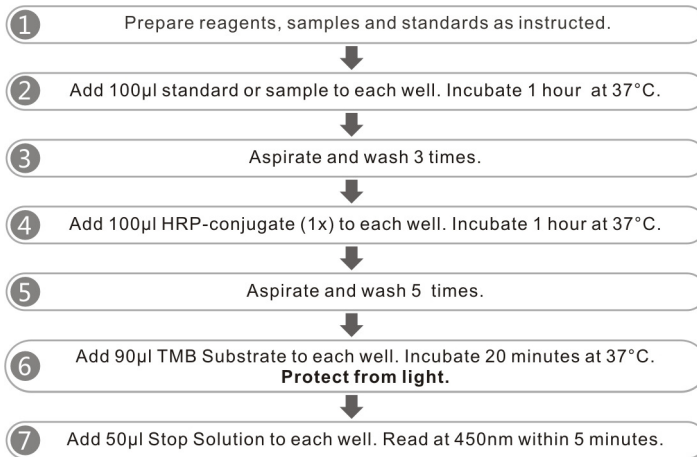 1 Prepare reagents, samples and standards as instructed.
2 Add 100μl standard or sample to each well. Incubate 1 hour at 37°C.
3 Aspirate and wash 3 times.
4 Add 100μl HRP-conjugate (1x) to each well. Incubate 1 hour at 37°C.
5 Aspirate and wash 5 times.
6 Add 90μl TMB Substrate to each well. Incubate 20 minutes at 37°C.
Protect from light.
7 Add 50μl Stop Solution to each well. Read at 450nm within 5 minutes.